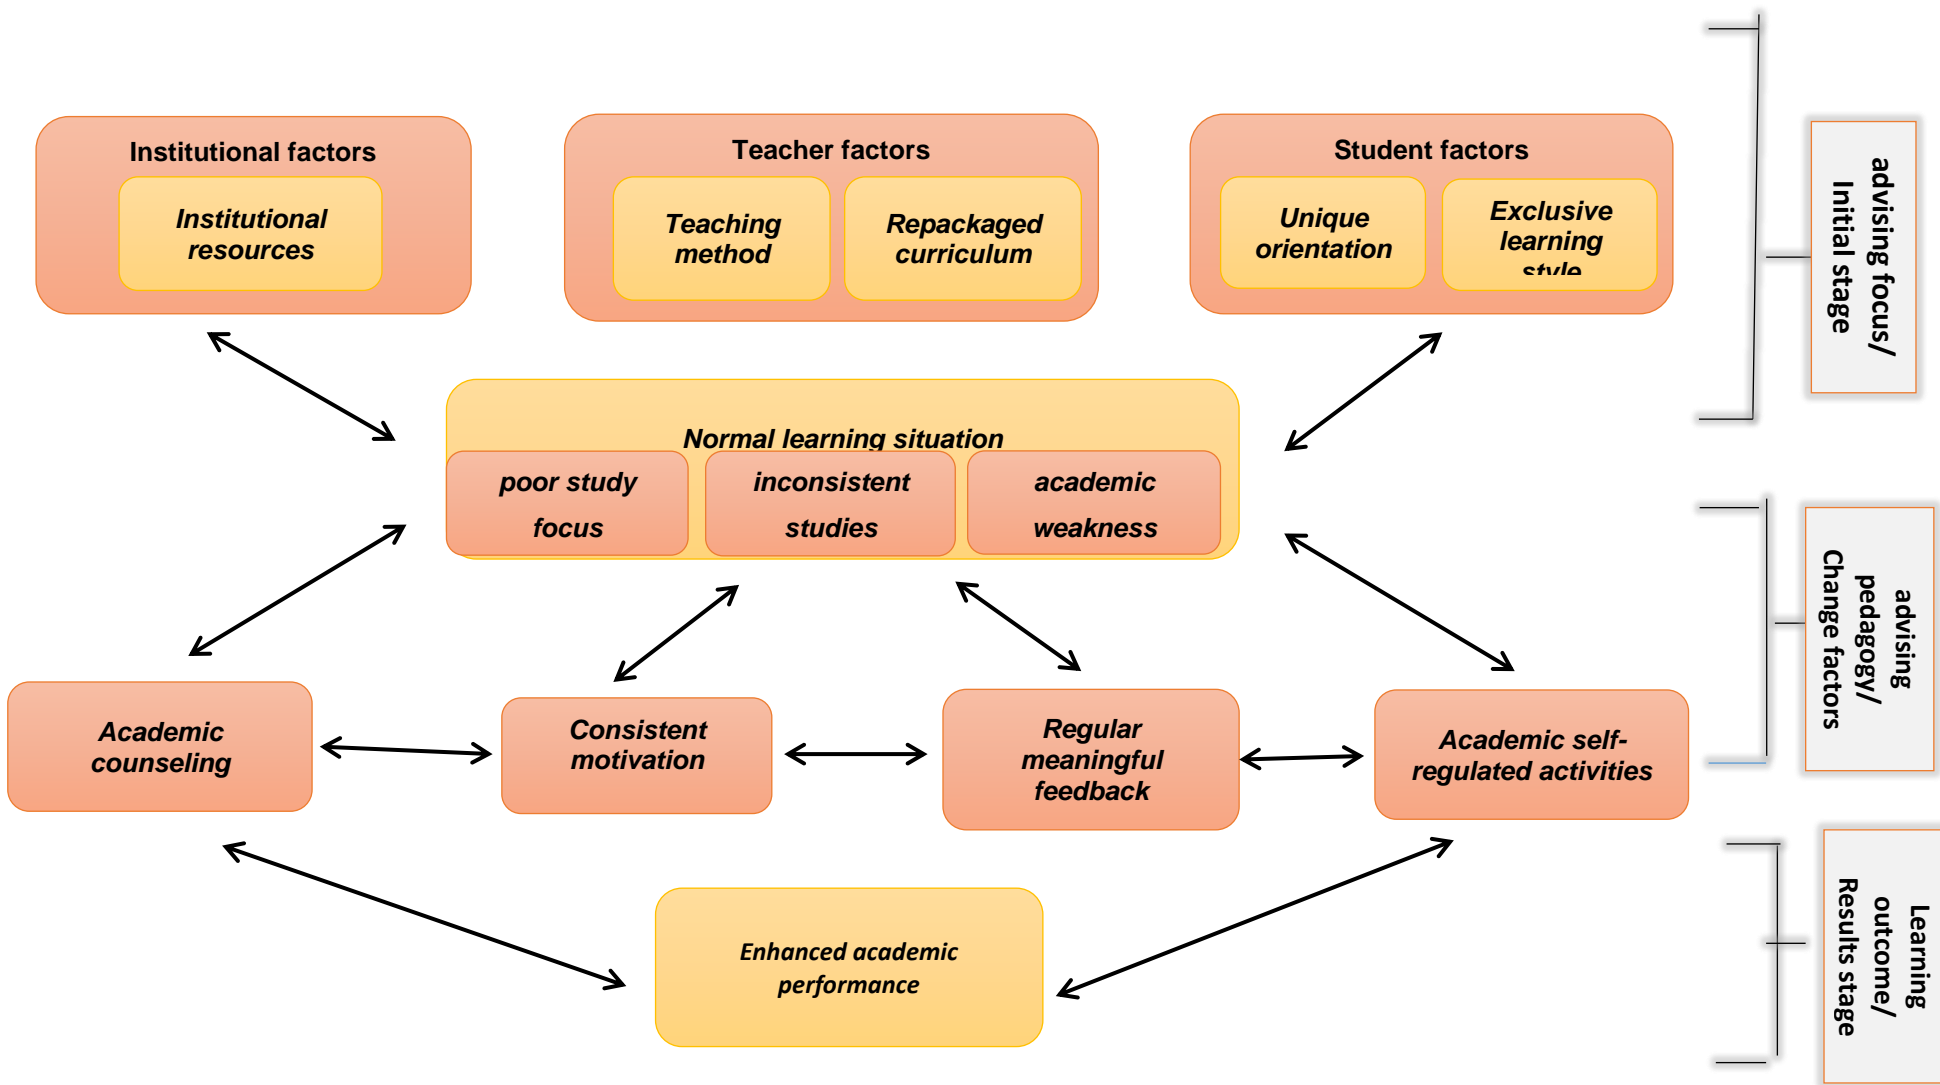 Institutional factors
Institutional
resources
Teacher factors
Teaching
method
Repackaged
curriculum
Student factors
Unique
orientation
Exclusive
learning
style
advising focus/
Initial stage
Normal learning situation
poor study
focus
inconsistent
studies
academic
weakness
advising
pedagogy/
Change factors
Academic
counseling
Consistent
motivation
Regular
meaningful
feedback
Academic self-
regulated activities
Enhanced academic
performance
Learning
outcome/
Results stage